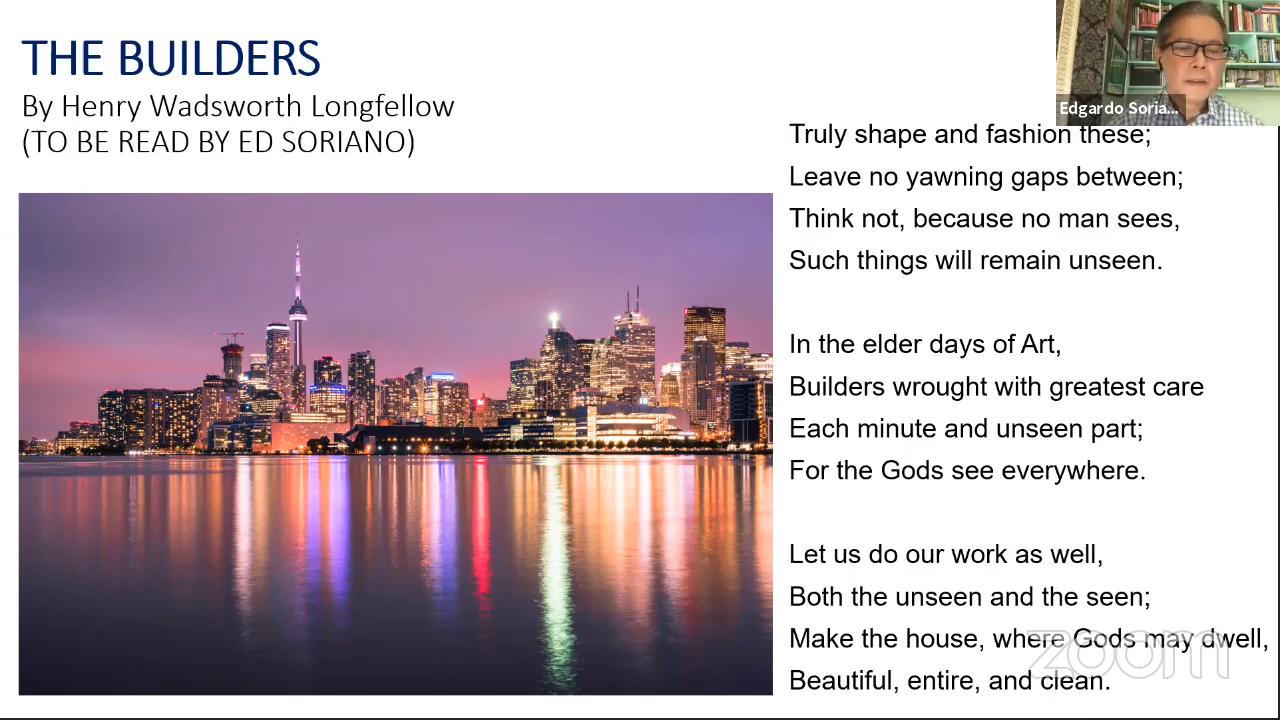 THE BUILDERS
By Henry Wadsworth Longfellow
(TO BE READ BY ED SORIANO)
Edgardo Soria...
Truly shape and fashion these;
Leave no yawning gaps between;
Think not, because no man sees,
Such things will remain unseen.
In the elder days of Art,
Builders wrought with greatest care
Each minute and unseen part;
For the Gods see everywhere.
Let us do our work as well,
Both the unseen and the seen;
Make the house, where Gods may dwell,
Beautiful, entire, and clean.
zoom